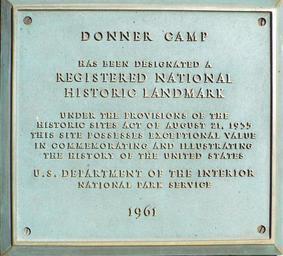 DONNER CAMP
HAS BEEN DESIGNATED A
REGISTERED NATIONAL
HISTORIC LANDMARK
UNDER THE PROVISIONS OF THE
HISTORIC SITES ACT OF AUGUST 21, 1935
THIS SITE POSSESSES EXCEPTIONAL VALUE
IN COMMEMORATING AND ILLUSTRATING
THE HISTORY OF THE UNITED STATES
U.S. DEPARTMENT OF THE INTERIOR
NATIONAL PARK SERVICE
1961